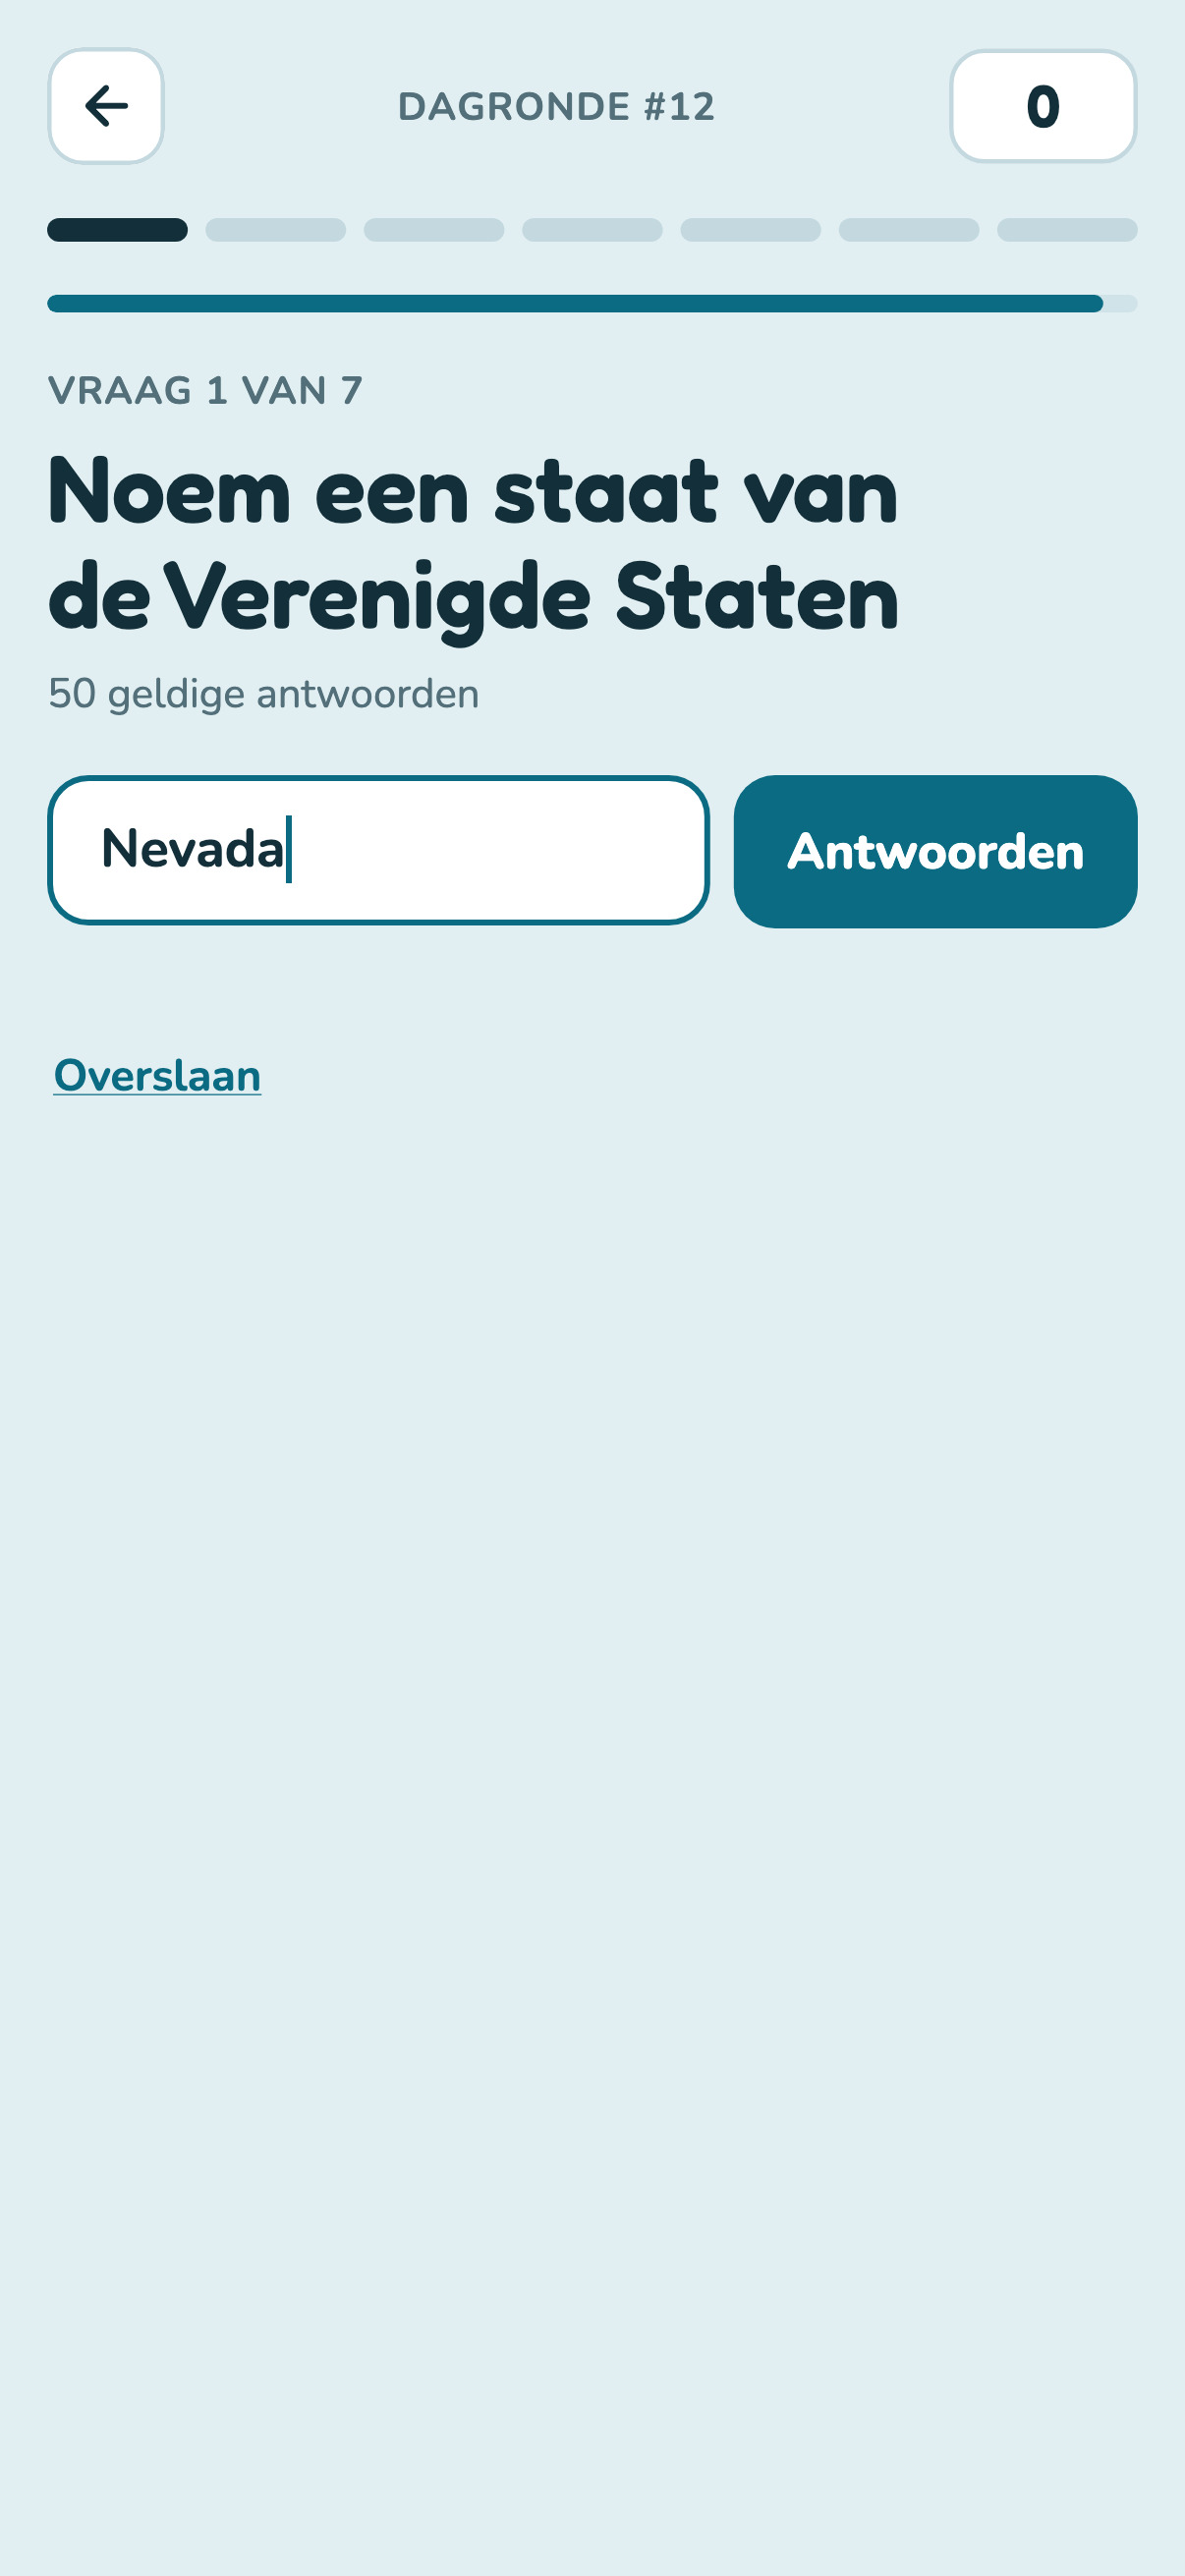 DAGRONDE #12
0
VRAAG 1 VAN 7
Noem een staat van
de Verenigde Staten
50 geldige antwoorden
Nevada
Antwoorden
Overslaan